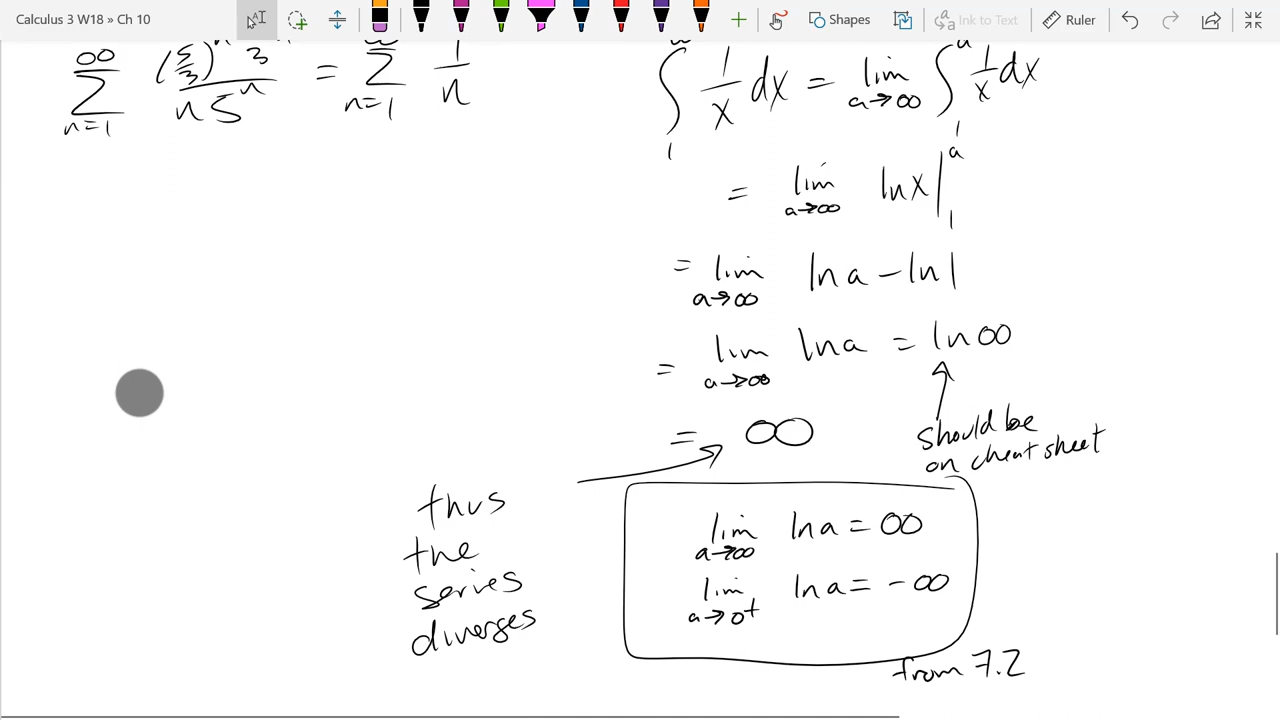 Calculus 3 W18 » Ch 10
Shapes
Ink to Text
Ruler
∞ ∑ n=1 (5/3)^n 3^n / n5^n = ∞ ∑ n=1 1/n
∫ 1 1/x dx = lim a→∞ ∫ 1 a 1/x dx
= lim a→∞ ln x | 1 a
= lim a→∞ ln a - ln 1
= lim a→∞ ln a = ln ∞
= ∞
should be
on cheat sheet
thus
the
series
diverges
lim a→∞ ln a = ∞
lim a→0⁺ ln a = -∞
from 7.2